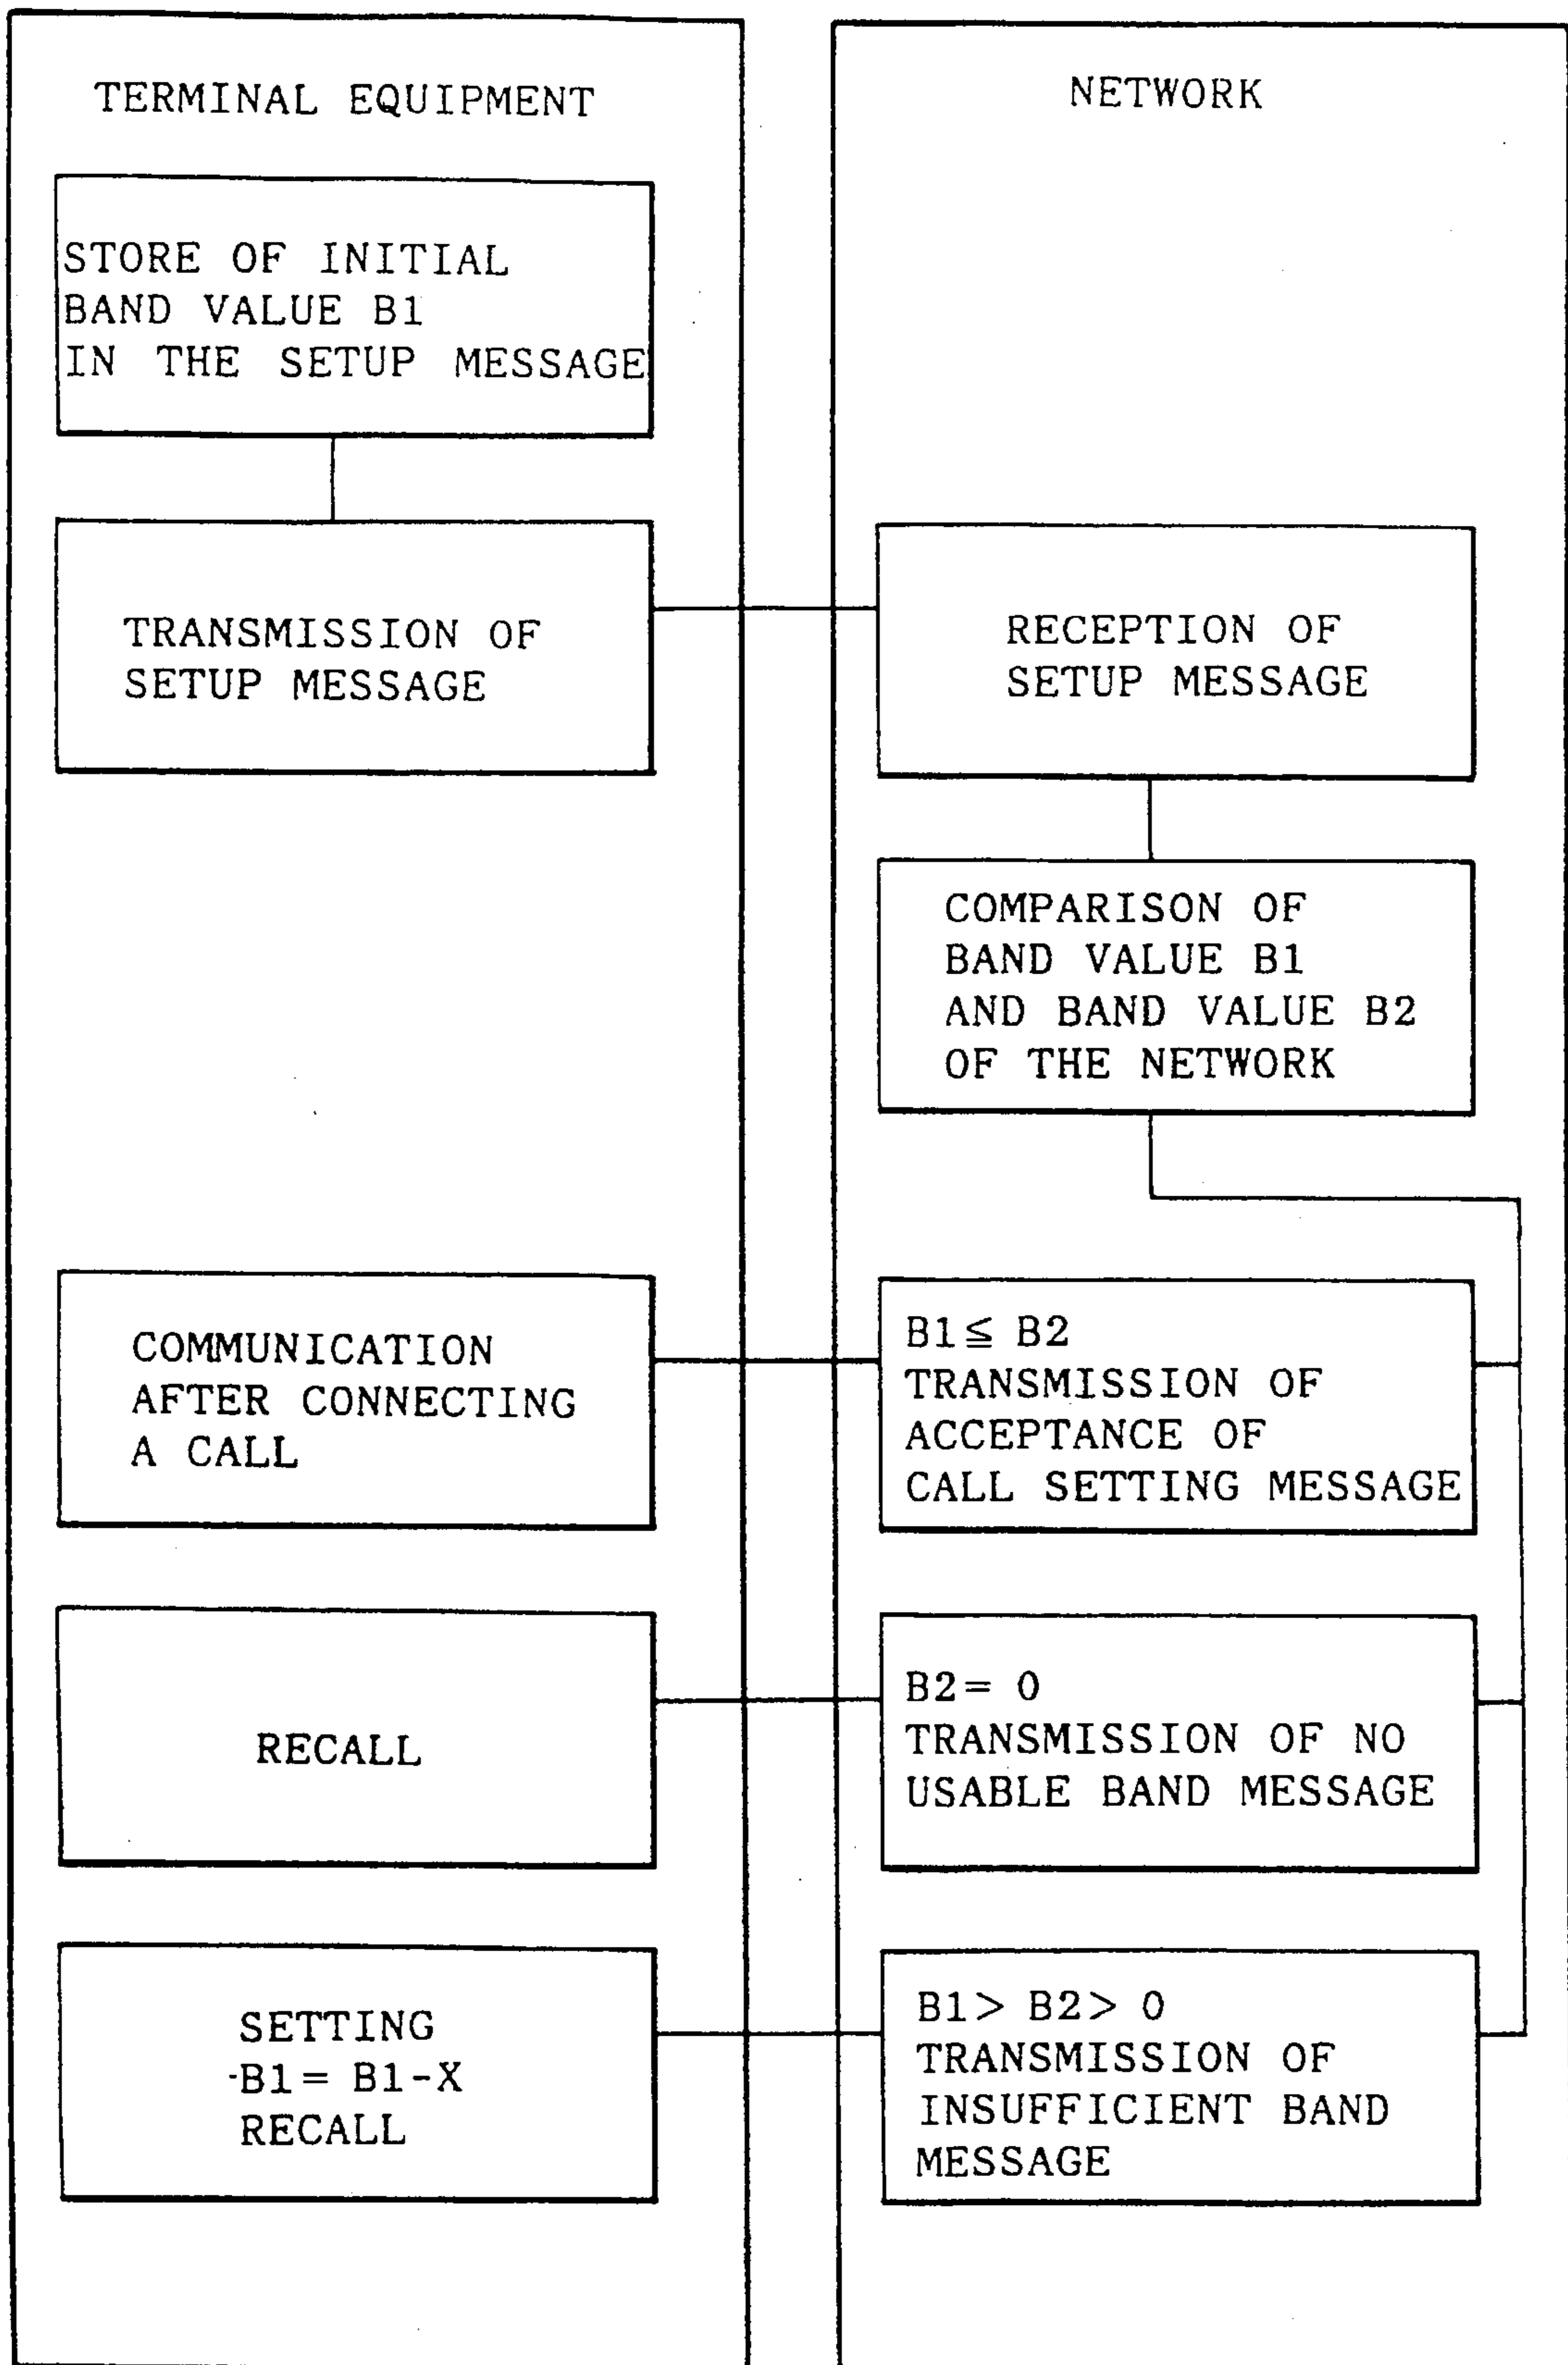 TERMINAL EQUIPMENT
STORE OF INITIAL
BAND VALUE B1
IN THE SETUP MESSAGE
TRANSMISSION OF
SETUP MESSAGE
COMMUNICATION
AFTER CONNECTING
A CALL
RECALL
SETTING
B1= B1-X
RECALL
NETWORK
RECEPTION OF
SETUP MESSAGE
COMPARISON OF
BAND VALUE B1
AND BAND VALUE B2
OF THE NETWORK
B1≦ B2
TRANSMISSION OF
ACCEPTANCE OF
CALL SETTING MESSAGE
B2= 0
TRANSMISSION OF NO
USABLE BAND MESSAGE
B1> B2> 0
TRANSMISSION OF
INSUFFICIENT BAND
MESSAGE